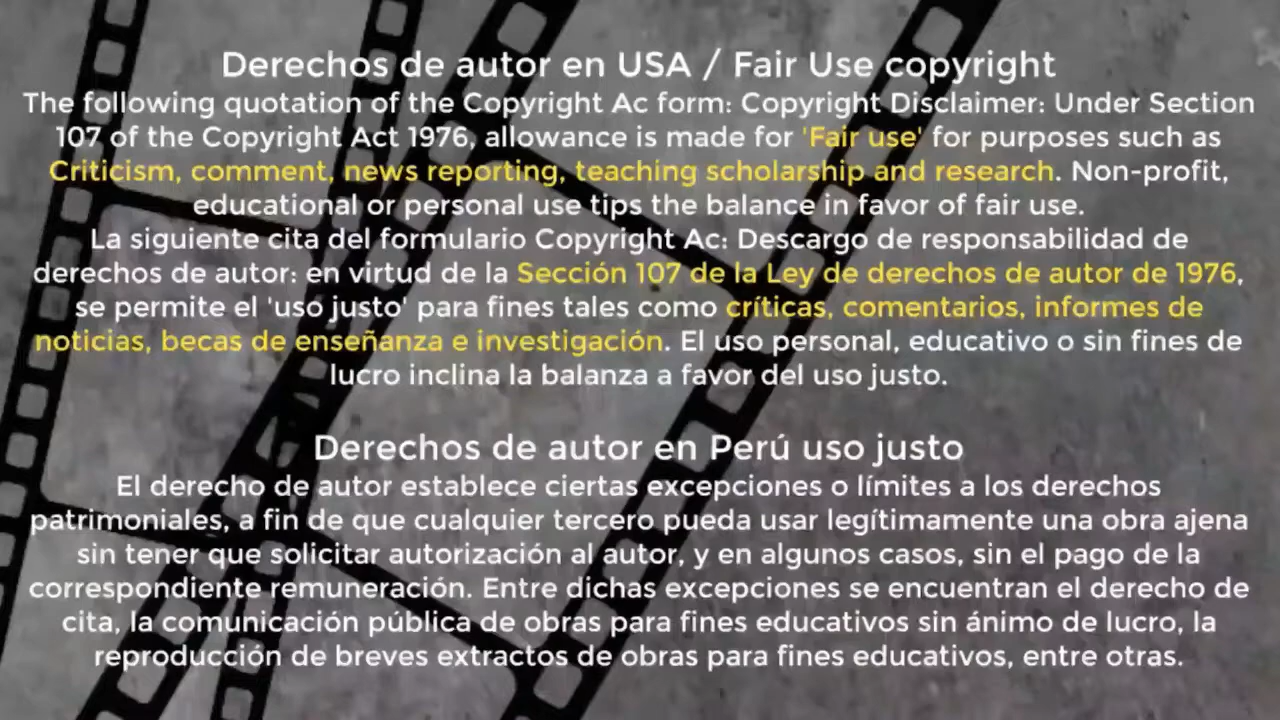 Derechos de autor en USA / Fair Use copyright
The following quotation of the Copyright Ac form: Copyright Disclaimer: Under Section
107 of the Copyright Act 1976, allowance is made for 'Fair use' for purposes such as
Criticism, comment, news reporting, teaching scholarship and research. Non-profit,
educational or personal use tips the balance in favor of fair use.
La siguiente cita del formulario Copyright Ac: Descargo de responsabilidad de
derechos de autor: en virtud de la Sección 107 de la Ley de derechos de autor de 1976,
se permite el 'uso justo' para fines tales como críticas, comentarios, informes de
noticias, becas de enseñanza e investigación. El uso personal, educativo o sin fines de
lucro inclina la balanza a favor del uso justo.
Derechos de autor en Perú uso justo
El derecho de autor establece ciertas excepciones o límites a los derechos
patrimoniales, a fin de que cualquier tercero pueda usar legítimamente una obra ajena
sin tener que solicitar autorización al autor, y en algunos casos, sin el pago de la
correspondiente remuneración. Entre dichas excepciones se encuentran el derecho de
cita, la comunicación pública de obras para fines educativos sin ánimo de lucro, la
reproducción de breves extractos de obras para fines educativos, entre otras.